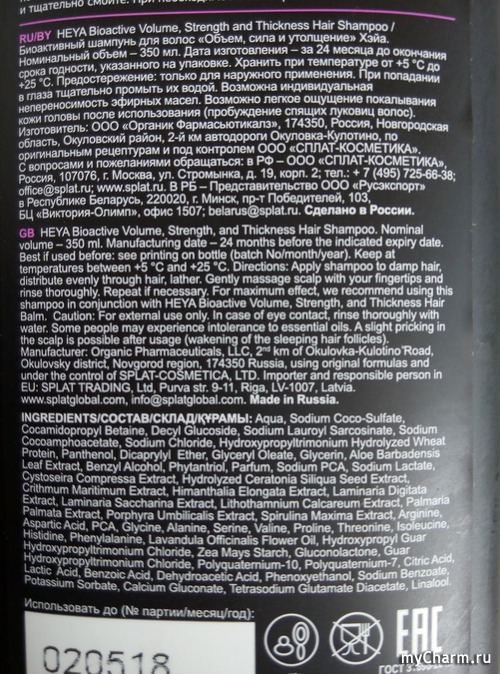 и тщательно смойте. При необходи
RU/BY HEYA Bioactive Volume, Strength and Thickness Hair Shampoo /
Биоактивный шампунь для волос «Объем, сила и утолщение» Хэйа.
Номинальный объем – 350 мл. Дата изготовления – за 24 месяца до окончания
срока годности, указанного на упаковке. Хранить при температуре от +5 °C до
+25 °C. Предостережение: только для наружного применения. При попадании
в глаза тщательно промыть их водой. Возможна индивидуальная
непереносимость эфирных масел. Возможно легкое ощущение покалывания
кожи головы после использования (пробуждение спящих луковиц волос).
Изготовитель: ООО «Органик Фармасьютикалз», 174350, Россия, Новгородская
область, Окуловский район, 2-й км автодороги Окуловка-Кулотино, по
оригинальным рецептурам и под контролем ООО «СПЛАТ-КОСМЕТИКА».
С вопросами и пожеланиями обращаться: в РФ – ООО «СПЛАТ-КОСМЕТИКА»,
Россия, 107076, г. Москва, ул. Стромынка, д. 19, корп. 2; тел.: + 7 (495) 725-66-38;
office@splat.ru; www.splat.ru. В РБ – Представительство ООО «Русэкспорт»
в Республике Беларусь, 220020, г. Минск, пр-т Победителей, 103,
БЦ «Виктория-Олимп», офис 1507; belarus@splat.ru. Сделано в России.
GB HEYA Bioactive Volume, Strength, and Thickness Hair Shampoo. Nominal
volume – 350 ml. Manufacturing date – 24 months before the indicated expiry date.
Best if used before: see printing on bottle (batch No/month/year). Keep at
temperatures between +5 °C and +25 °C. Directions: Apply shampoo to damp hair,
distribute evenly through hair. Lather. Gently massage scalp with your fingertips and
rinse thoroughly. Repeat if necessary. For maximum effect, we recommend using this
shampoo in conjunction with HEYA Bioactive Volume, Strength, and Thickness Hair
Balm. Caution: For external use only. In case of eye contact, rinse thoroughly with
water. Some people may experience intolerance to essential oils. A slight pricking in
the scalp is possible after usage (wakening of the sleeping hair follicles).
Manufacturer: Organic Pharmaceuticals, LLC, 2nd km of Okulovka-Kulotino Road,
Okulovsky district, Novgorod region, 174350 Russia, using original formulas and
under the control of SPLAT-COSMETICA, LTD. Importer and responsible person in
EU: SPLAT TRADING, Ltd, Purva str. 9-11, Riga, LV-1007, Latvia.
www.splatglobal.com, info@splatglobal.com. Made in Russia.
INGREDIENTS/СОСТАВ/СКЛАД/ҚҰРАМЫ: Aqua, Sodium Coco-Sulfate,
Cocamidopropyl Betaine, Decyl Glucoside, Sodium Lauroyl Sarcosinate, Sodium
Cocoamphoacetate, Sodium Chloride, Hydroxypropyltrimonium Hydrolyzed Wheat
Protein, Panthenol, Dicaprylyl Ether, Glyceryl Oleate, Glycerin, Aloe Barbadensis
Leaf Extract, Benzyl Alcohol, Phytantriol, Parfum, Sodium PCA, Sodium Lactate,
Cystoseira Compressa Extract, Hydrolyzed Ceratonia Siliqua Seed Extract,
Crithmum Maritimum Extract, Himanthalia Elongata Extract, Laminaria Digitata
Extract, Laminaria Saccharina Extract, Lithothamnium Calcareum Extract, Palmaria
Palmata Extract, Porphyra Umbilicalis Extract, Spirulina Maxima Extract, Arginine,
Aspartic Acid, PCA, Glycine, Alanine, Serine, Valine, Proline, Threonine, Isoleucine,
Histidine, Phenylalanine, Lavandula Officinalis Flower Oil, Hydroxypropyl Guar
Hydroxypropyltrimonium Chloride, Zea Mays Starch, Gluconolactone, Guar
Hydroxypropyltrimonium Chloride, Polyquaternium-10, Polyquaternium-7, Citric Acid,
Lactic Acid, Benzoic Acid, Dehydroacetic Acid, Phenoxyethanol, Sodium Benzoate,
Potassium Sorbate, Calcium Gluconate, Tetrasodium Glutamate Diacetate, Linalool.
Использовать до (№ партии/месяц/год):
020518
EAC
ГОСТ
myCharm.ru